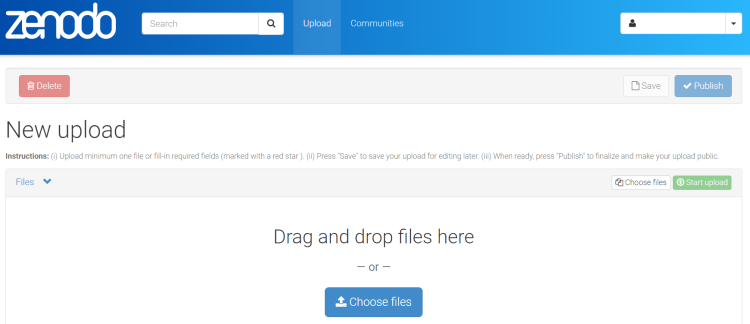 zenodo
Search
Upload
Communities
Delete
Save
Publish
New upload
Instructions: (i) Upload minimum one file or fill-in required fields (marked with a red star ). (ii) Press "Save" to save your upload for editing later. (iii) When ready, press "Publish" to finalize and make your upload public.
Files
Choose files
Start upload
Drag and drop files here
— or —
Choose files